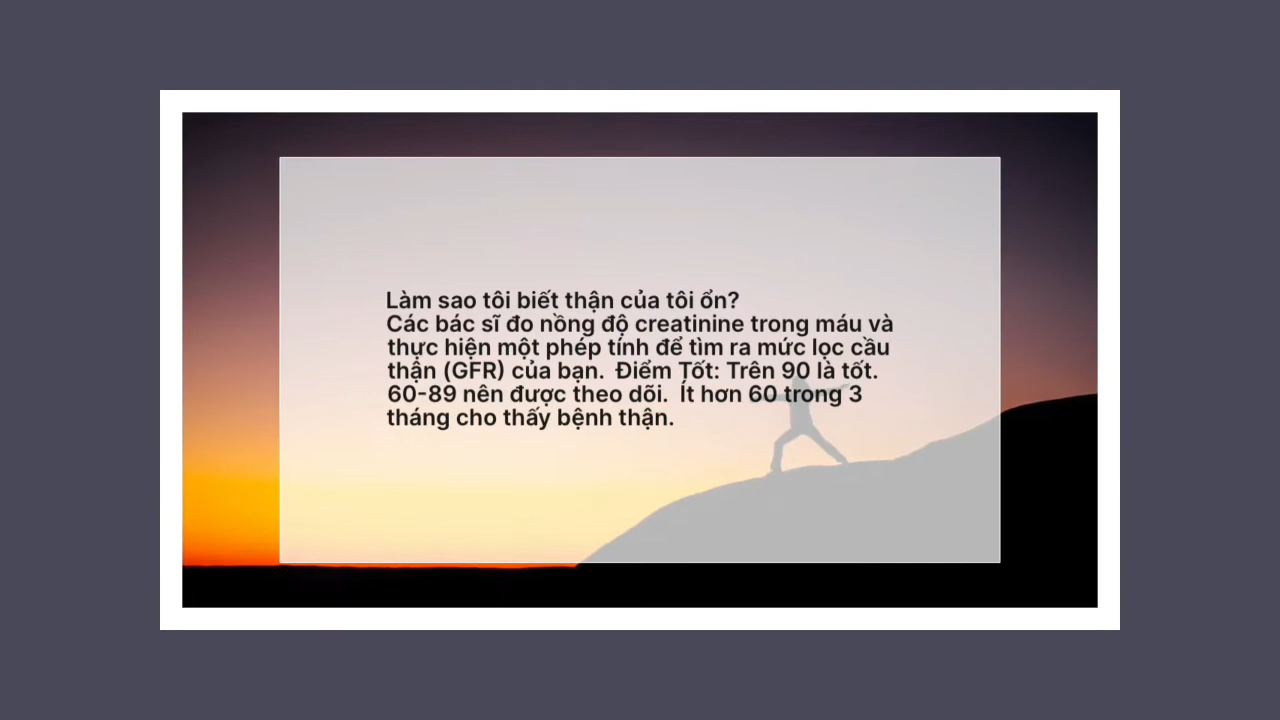 Làm sao tôi biết thận của tôi ổn?
Các bác sĩ đo nồng độ creatinine trong máu và
thực hiện một phép tính để tìm ra mức lọc cầu
thận (GFR) của bạn.  Điểm Tốt: Trên 90 là tốt.
60-89 nên được theo dõi.  Ít hơn 60 trong 3
tháng cho thấy bệnh thận.